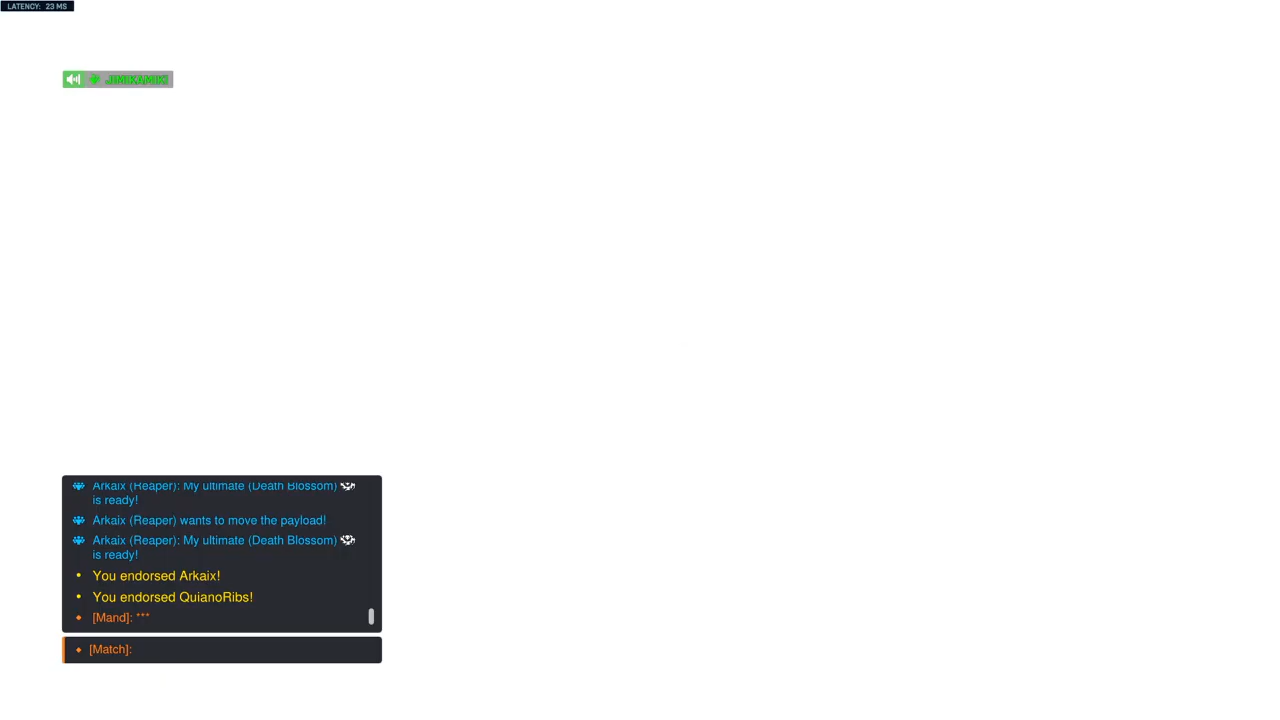 LATENCY: 23 MS
JIMIKAMIKI
Arkaix (Reaper): My ultimate (Death Blossom)
is ready!
Arkaix (Reaper) wants to move the payload!
Arkaix (Reaper): My ultimate (Death Blossom)
is ready!
• You endorsed Arkaix!
• You endorsed QuianoRibs!
[Mand]: ***
[Match]: